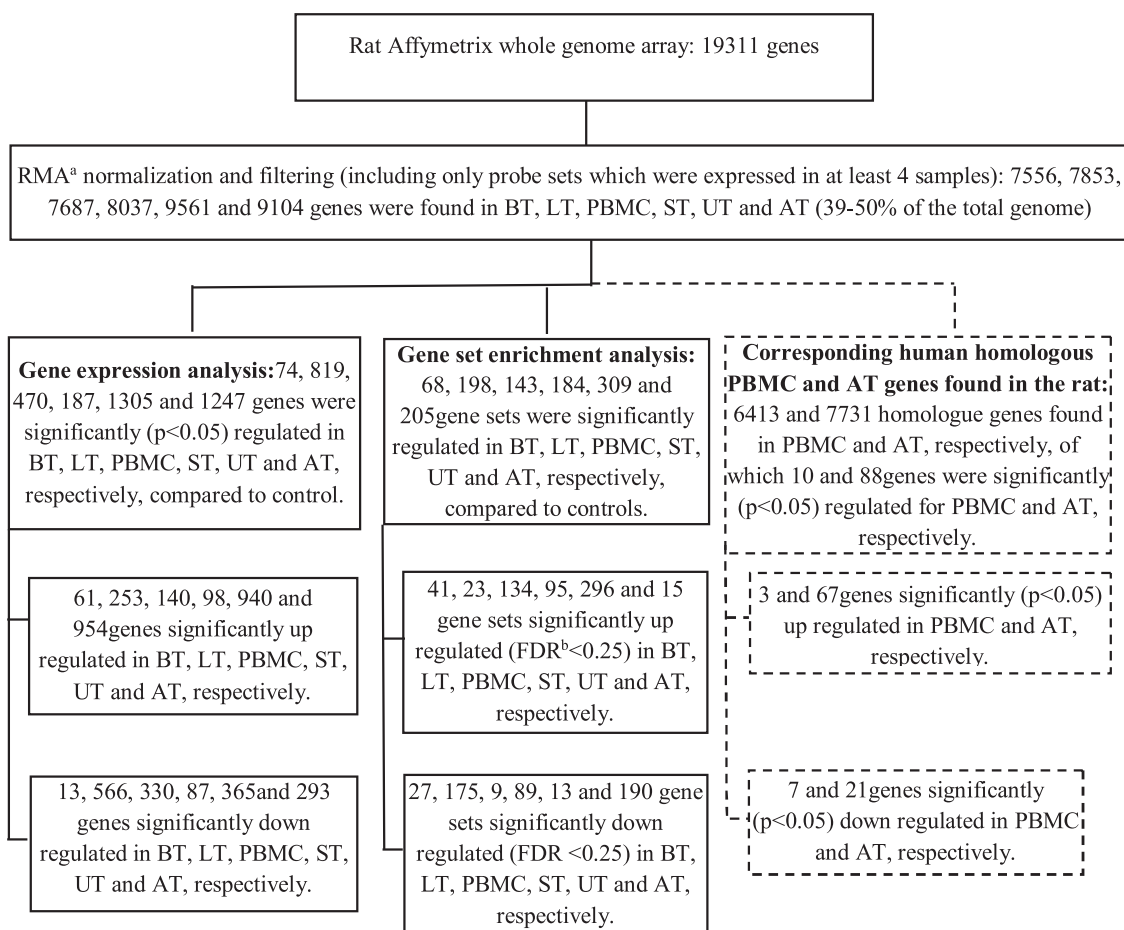 Rat Affymetrix whole genome array: 19311 genes
RMAa normalization and filtering (including only probe sets which were expressed in at least 4 samples): 7556, 7853,
7687, 8037, 9561 and 9104 genes were found in BT, LT, PBMC, ST, UT and AT (39-50% of the total genome)
Gene expression analysis:74, 819,
470, 187, 1305 and 1247 genes were
significantly (p<0.05) regulated in
BT, LT, PBMC, ST, UT and AT,
respectively, compared to control.
61, 253, 140, 98, 940 and
954genes significantly up
regulated in BT, LT, PBMC, ST,
UT and AT, respectively.
13, 566, 330, 87, 365and 293
genes significantly down
regulated in BT, LT, PBMC, ST,
UT and AT, respectively.
Gene set enrichment analysis:
68, 198, 143, 184, 309 and
205gene sets were significantly
regulated in BT, LT, PBMC, ST,
UT and AT, respectively,
compared to controls.
41, 23, 134, 95, 296 and 15
gene sets significantly up
regulated (FDRb<0.25) in BT,
LT, PBMC, ST, UT and AT,
respectively.
27, 175, 9, 89, 13 and 190 gene
sets significantly down
regulated (FDR <0.25) in BT,
LT, PBMC, ST, UT and AT,
respectively.
Corresponding human homologous
PBMC and AT genes found in the rat:
6413 and 7731 homologue genes found
in PBMC and AT, respectively, of
which 10 and 88genes were significantly
(p<0.05) regulated for PBMC and AT,
respectively.
3 and 67genes significantly (p<0.05)
up regulated in PBMC and AT,
respectively.
7 and 21genes significantly
(p<0.05) down regulated in PBMC
and AT, respectively.